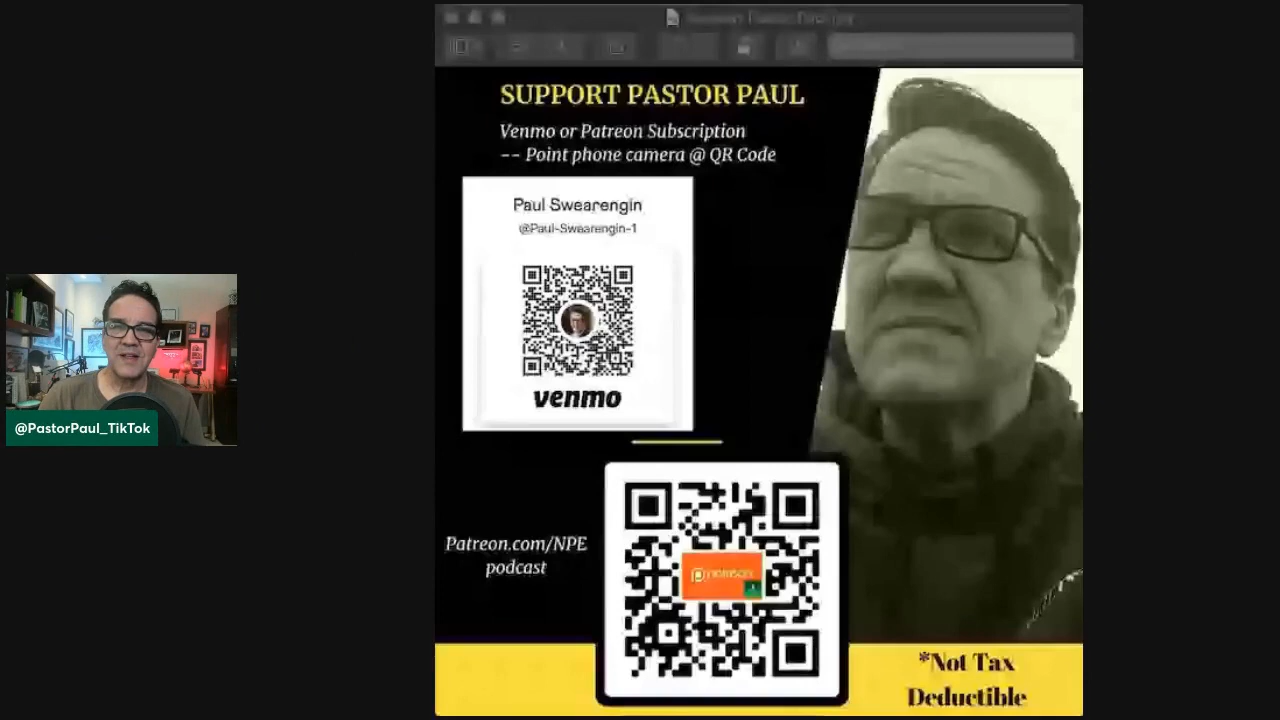 SUPPORT PASTOR PAUL
Venmo or Patreon Subscription
-- Point phone camera @ QR Code
Paul Swearengin
@Paul-Swearengin-1
venmo
@PastorPaul_TikTok
Patreon.com/NPE
podcast
*Not Tax
Deductible